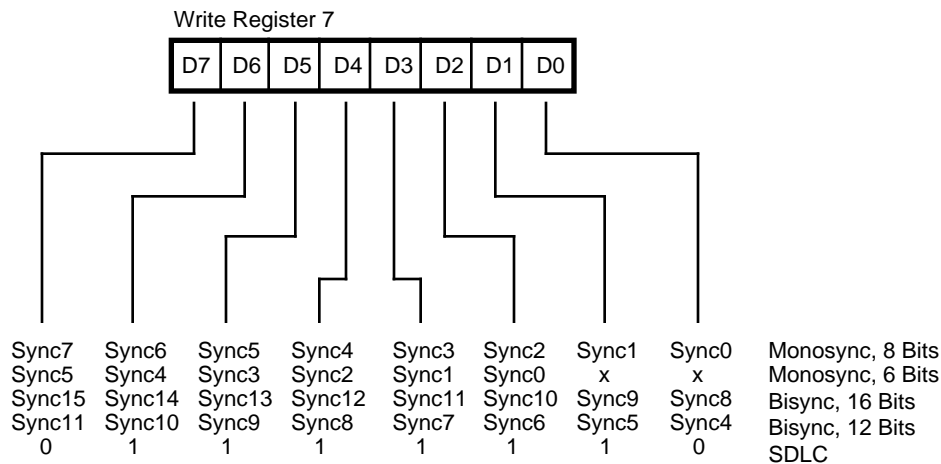 Write Register 7
D7 D6 D5 D4 D3 D2 D1 D0
Sync7 Sync6 Sync5 Sync4 Sync3 Sync2 Sync1 Sync0 Monosync, 8 Bits
Sync5 Sync4 Sync3 Sync2 Sync1 Sync0 x x Monosync, 6 Bits
Sync15 Sync14 Sync13 Sync12 Sync11 Sync10 Sync9 Sync8 Bisync, 16 Bits
Sync11 Sync10 Sync9 Sync8 Sync7 Sync6 Sync5 Sync4 Bisync, 12 Bits
0 1 1 1 1 1 1 0 SDLC